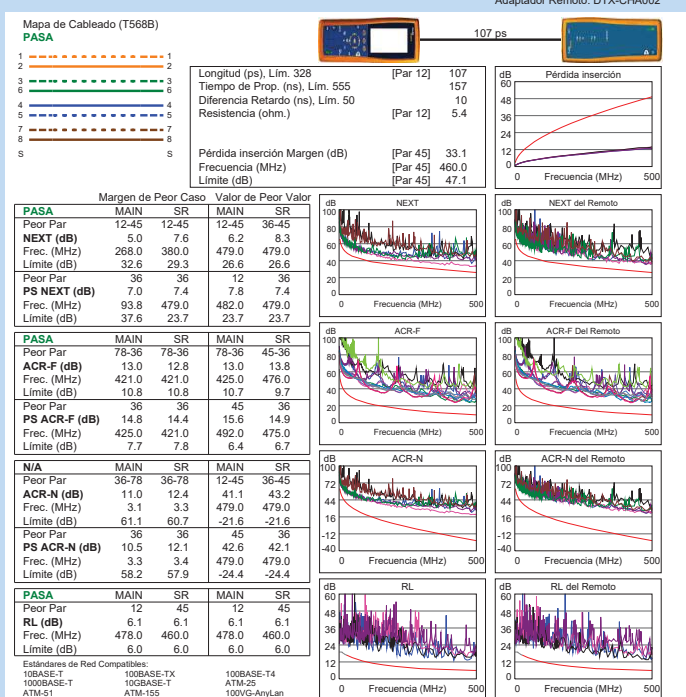 Adaptador Remoto: DTX-CHA002
Mapa de Cableado (T568B)
PASA
107 ps
1 1
2 2
3 3
6 6
4 4
5 5
7 7
8 8
S S
Longitud (ps), Lím. 328 [Par 12] 107
Tiempo de Prop. (ns), Lím. 555 157
Diferencia Retardo (ns), Lím. 50 10
Resistencia (ohm.) [Par 12] 5.4
Pérdida inserción Margen (dB) [Par 45] 33.1
Frecuencia (MHz) [Par 45] 460.0
Límite (dB) [Par 45] 47.1
dB Pérdida inserción
60
48
36
24
12
0
0 Frecuencia (MHz) 500
Margen de Peor Caso Valor de Peor Valor
PASA MAIN SR MAIN SR
Peor Par 12-45 12-45 12-45 36-45
NEXT (dB) 5.0 7.6 6.2 8.3
Frec. (MHz) 268.0 380.0 479.0 479.0
Límite (dB) 32.6 29.3 26.6 26.6
Peor Par 36 36 12 36
PS NEXT (dB) 7.0 7.4 7.8 7.4
Frec. (MHz) 93.8 479.0 482.0 479.0
Límite (dB) 37.6 23.7 23.7 23.7
dB NEXT
100
80
60
40
20
0
0 Frecuencia (MHz) 500
dB NEXT del Remoto
100
80
60
40
20
0
0 Frecuencia (MHz) 500
PASA MAIN SR MAIN SR
Peor Par 78-36 78-36 78-36 45-36
ACR-F (dB) 13.0 12.8 13.0 13.8
Frec. (MHz) 421.0 421.0 425.0 476.0
Límite (dB) 10.8 10.8 10.7 9.7
Peor Par 36 36 45 36
PS ACR-F (dB) 14.8 14.4 15.6 14.9
Frec. (MHz) 425.0 421.0 492.0 475.0
Límite (dB) 7.7 7.8 6.4 6.7
dB ACR-F
100
80
60
40
20
0
0 Frecuencia (MHz) 500
dB ACR-F Del Remoto
100
80
60
40
20
0
0 Frecuencia (MHz) 500
N/A MAIN SR MAIN SR
Peor Par 36-78 36-78 12-45 36-45
ACR-N (dB) 11.0 12.4 41.1 43.2
Frec. (MHz) 3.1 3.3 479.0 479.0
Límite (dB) 61.1 60.7 -21.6 -21.6
Peor Par 36 36 45 36
PS ACR-N (dB) 10.5 12.1 42.6 42.1
Frec. (MHz) 3.3 3.4 479.0 479.0
Límite (dB) 58.2 57.9 -24.4 -24.4
dB ACR-N
100
72
44
16
-12
-40
0 Frecuencia (MHz) 500
dB ACR-N del Remoto
100
72
44
16
-12
-40
0 Frecuencia (MHz) 500
PASA MAIN SR MAIN SR
Peor Par 12 45 12 45
RL (dB) 6.1 6.1 6.1 6.1
Frec. (MHz) 478.0 460.0 478.0 460.0
Límite (dB) 6.0 6.0 6.0 6.0
dB RL
60
48
36
24
12
0
0 Frecuencia (MHz) 500
dB RL del Remoto
60
48
36
24
12
0
0 Frecuencia (MHz) 500
Estándares de Red Compatibles:
10BASE-T 100BASE-TX 100BASE-T4
1000BASE-T 10GBASE-T ATM-25
ATM-51 ATM-155 100VG-AnyLan